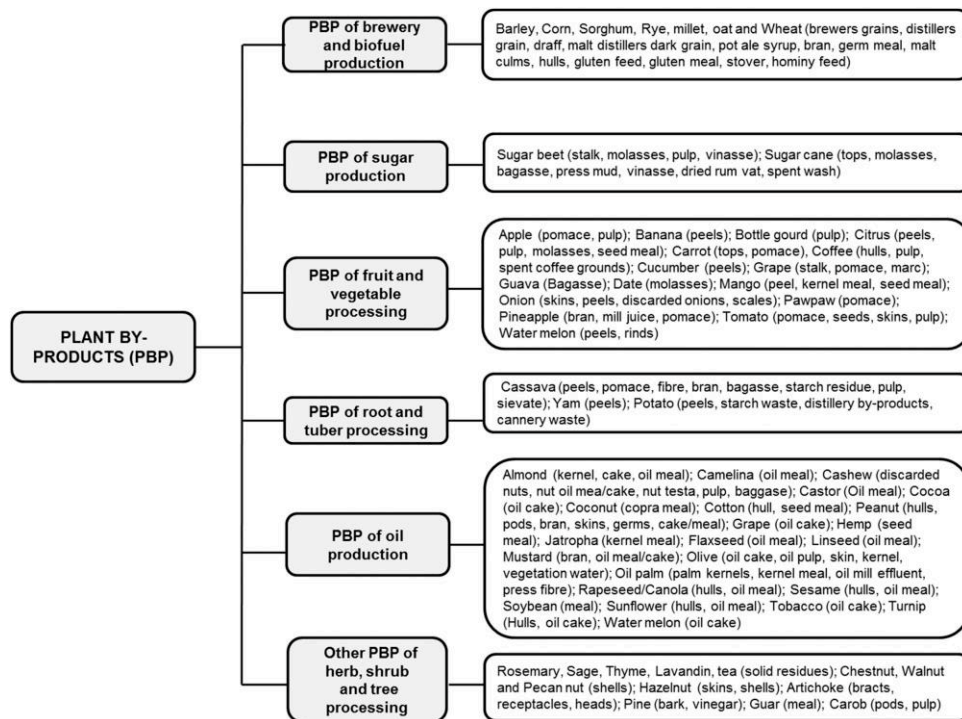 PBP of brewery
and biofuel
production
Barley, Corn, Sorghum, Rye, millet, oat and Wheat (brewers grains, distillers
grain, draff, malt distillers dark grain, pot ale syrup, bran, germ meal, malt
culms, hulls, gluten feed, gluten meal, stover, hominy feed)
PBP of sugar
production
Sugar beet (stalk, molasses, pulp, vinasse); Sugar cane (tops, molasses,
bagasse, press mud, vinasse, dried rum vat, spent wash)
PBP of fruit and
vegetable
processing
Apple (pomace, pulp); Banana (peels); Bottle gourd (pulp); Citrus (peels,
pulp, molasses, seed meal); Carrot (tops, pomace), Coffee (hulls, pulp,
spent coffee grounds); Cucumber (peels); Grape (stalk, pomace, marc);
Guava (Bagasse); Date (molasses); Mango (peel, kernel meal, seed meal);
Onion (skins, peels, discarded onions, scales); Pawpaw (pomace);
Pineapple (bran, mill juice, pomace); Tomato (pomace, seeds, skins, pulp);
Water melon (peels, rinds)
PLANT BY-
PRODUCTS (PBP)
PBP of root and
tuber processing
Cassava (peels, pomace, fibre, bran, bagasse, starch residue, pulp,
sievate); Yam (peels); Potato (peels, starch waste, distillery by-products,
cannery waste)
PBP of oil
production
Almond (kernel, cake, oil meal); Camelina (oil meal); Cashew (discarded
nuts, nut oil mea/cake, nut testa, pulp, baggase); Castor (Oil meal); Cocoa
(oil cake); Coconut (copra meal); Cotton (hull, seed meal); Peanut (hulls,
pods, bran, skins, germs, cake/meal); Grape (oil cake); Hemp (seed
meal); Jatropha (kernel meal); Flaxseed (oil meal); Linseed (oil meal);
Mustard (bran, oil meal/cake); Olive (oil cake, oil pulp, skin, kernel,
vegetation water); Oil palm (palm kernels, kernel meal, oil mill effluent,
press fibre); Rapeseed/Canola (hulls, oil meal); Sesame (hulls, oil meal);
Soybean (meal); Sunflower (hulls, oil meal); Tobacco (oil cake); Turnip
(Hulls, oil cake); Water melon (oil cake)
Other PBP of
herb, shrub
and tree
processing
Rosemary, Sage, Thyme, Lavandin, tea (solid residues); Chestnut, Walnut
and Pecan nut (shells); Hazelnut (skins, shells); Artichoke (bracts,
receptacles, heads); Pine (bark, vinegar); Guar (meal); Carob (pods, pulp)